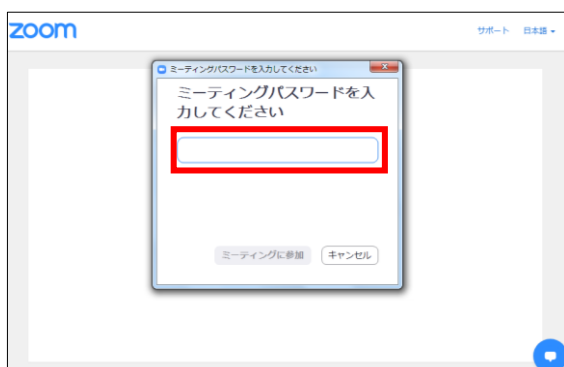 zoom
サポート 日本語
ミーティングパスワードを入力してください
ミーティングパスワードを入
力してください
ミーティングに参加 キャンセル